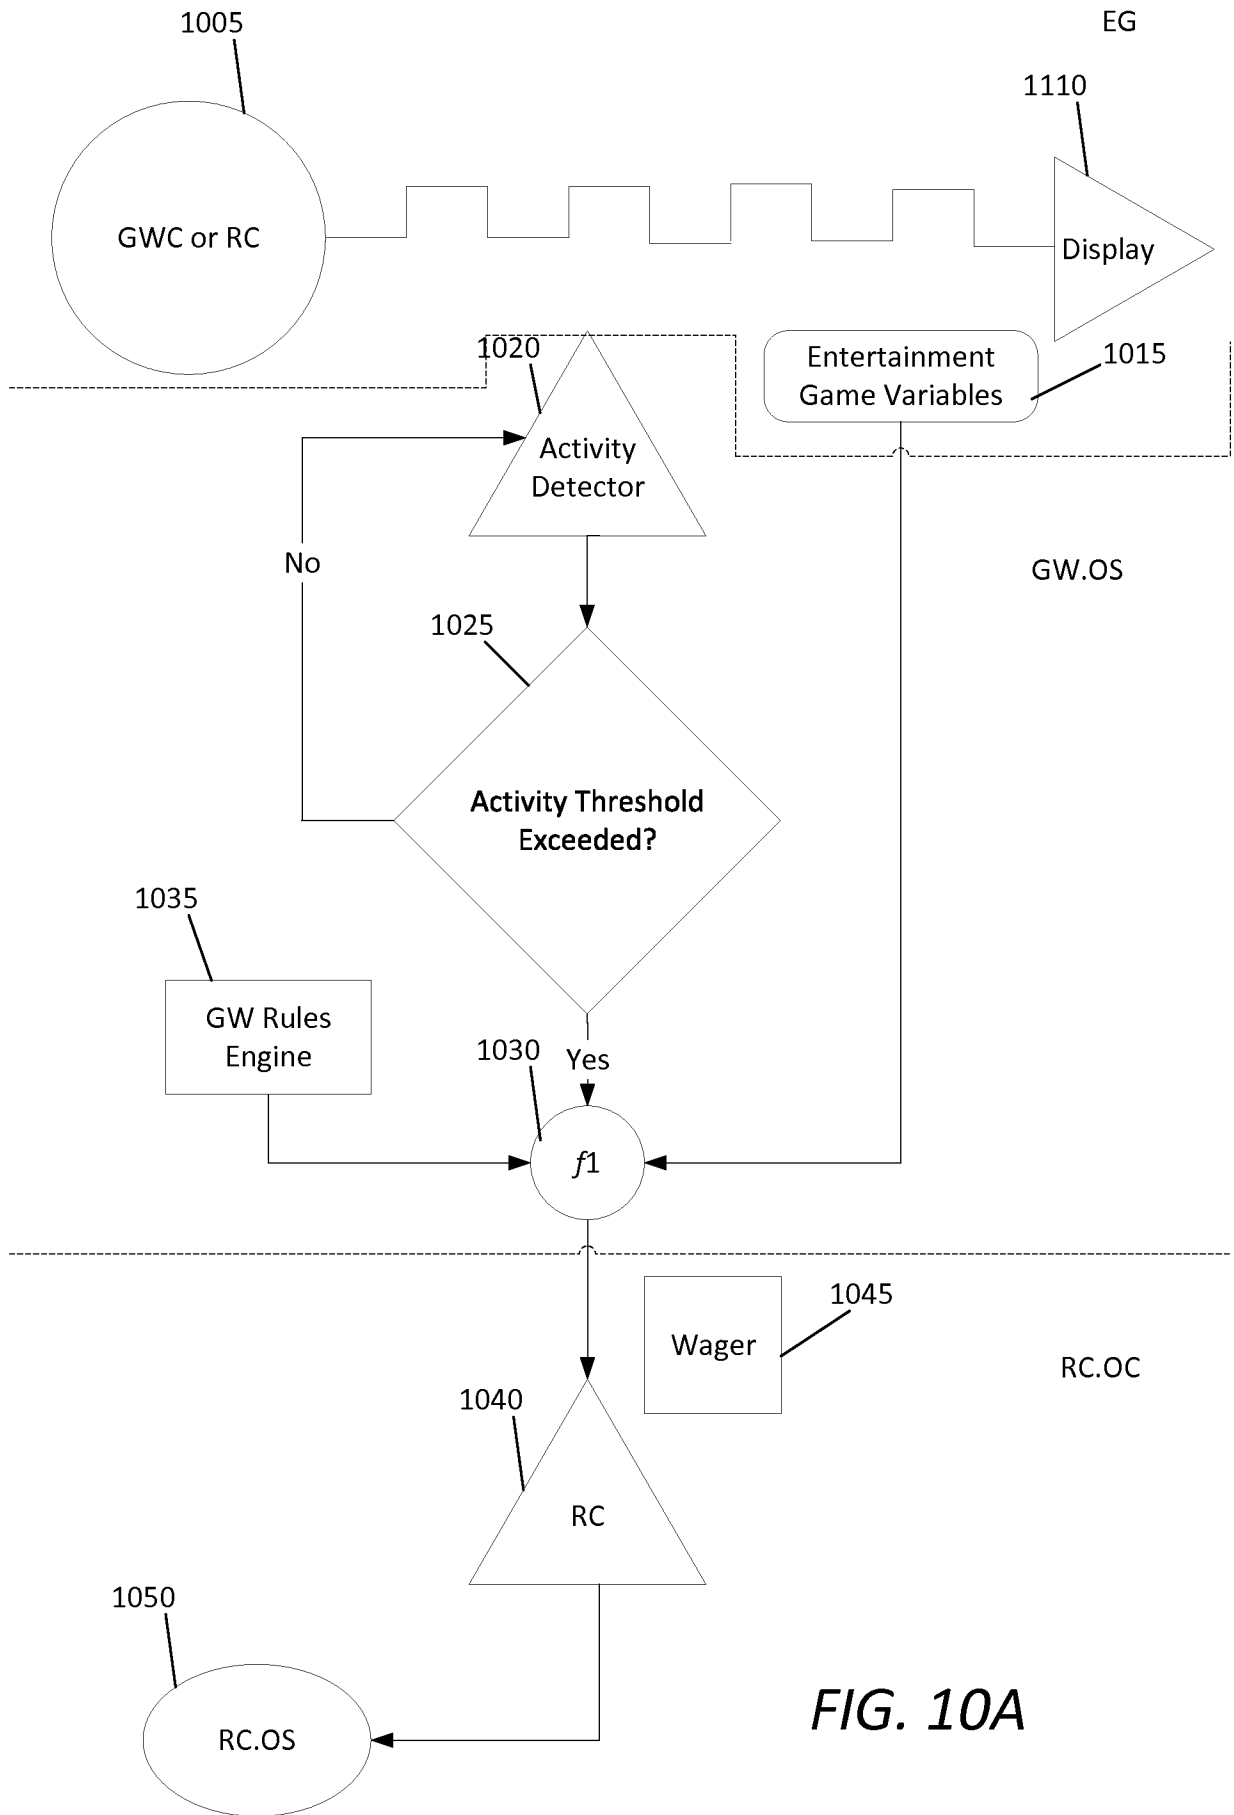 1005
EG
1110
GWC or RC
Display
1020
Entertainment
Game Variables
1015
Activity
Detector
No
GW.OS
1025
Activity Threshold
Exceeded?
1035
GW Rules
Engine
1030
Yes
f1
Wager
1045
RC.OC
1040
RC
1050
RC.OS
FIG. 10A